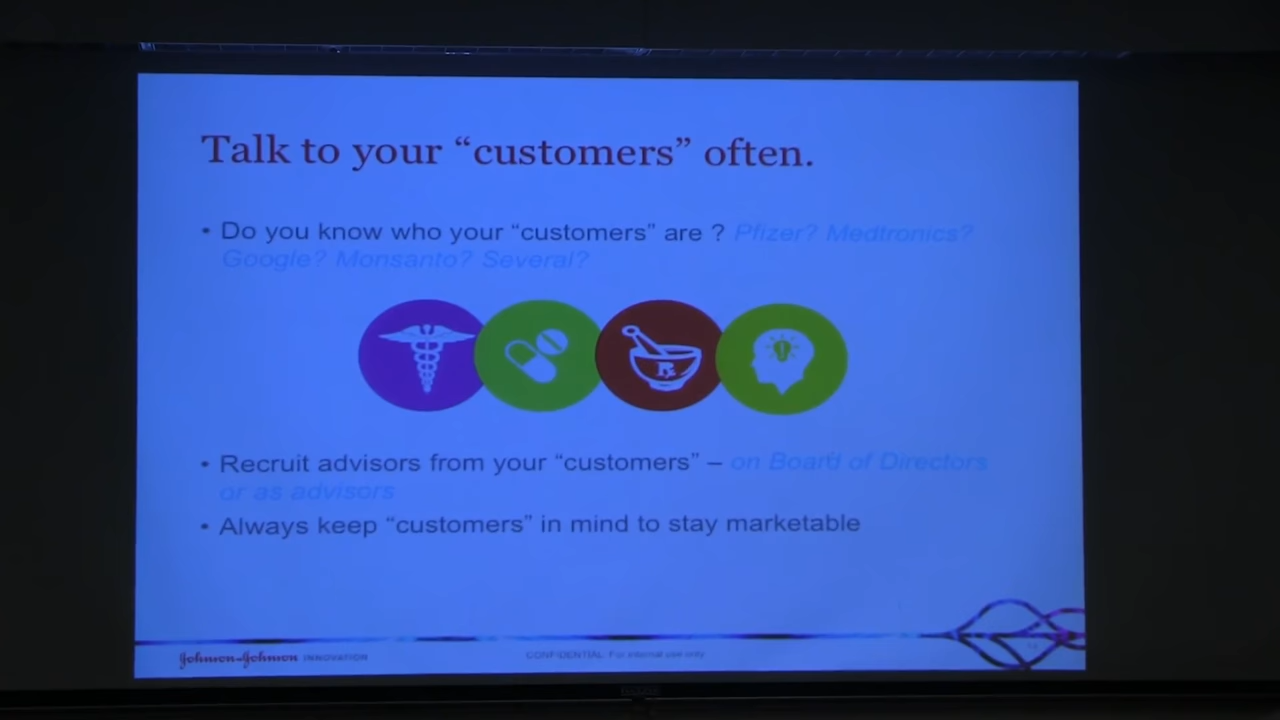 Talk to your “customers” often.
• Do you know who your “customers” are ? Pfizer? Medtronics?
Google? Monsanto? Several?
• Recruit advisors from your “customers” – on Board of Directors
or as advisors
• Always keep “customers” in mind to stay marketable
Johnson&Johnson INNOVATION
CONFIDENTIAL: For internal use only